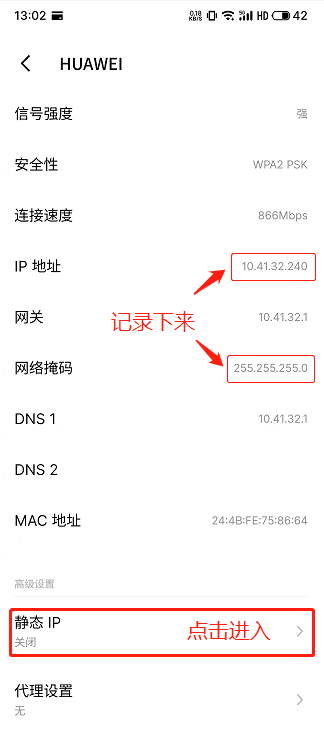 13:02 0.18 KB/S 5G HD 42
HUAWEI
信号强度 强
安全性 WPA2 PSK
连接速度 866Mbps
IP 地址 10.41.32.240
网关 10.41.32.1
记录下来
网络掩码 255.255.255.0
DNS 1 10.41.32.1
DNS 2
MAC 地址 24:4B:FE:75:86:64
高级设置
静态 IP 点击进入
关闭
代理设置
无